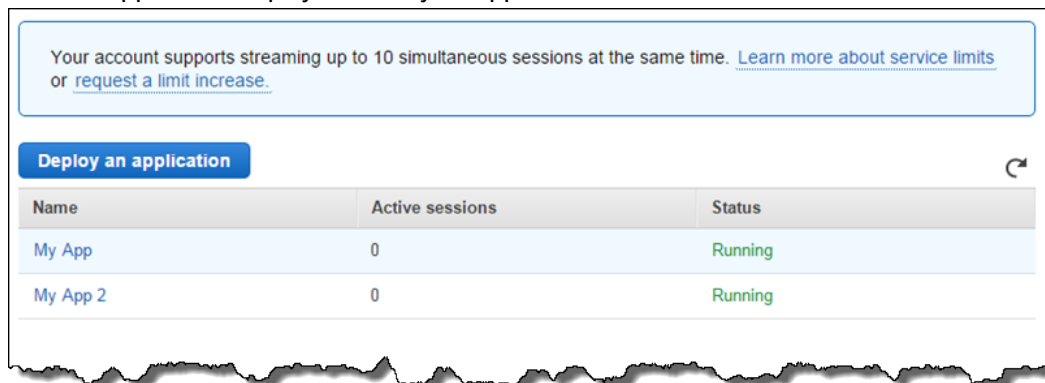 Your account supports streaming up to 10 simultaneous sessions at the same time. Learn more about service limits
or request a limit increase.
Deploy an application
Name Active sessions Status
My App 0 Running
My App 2 0 Running